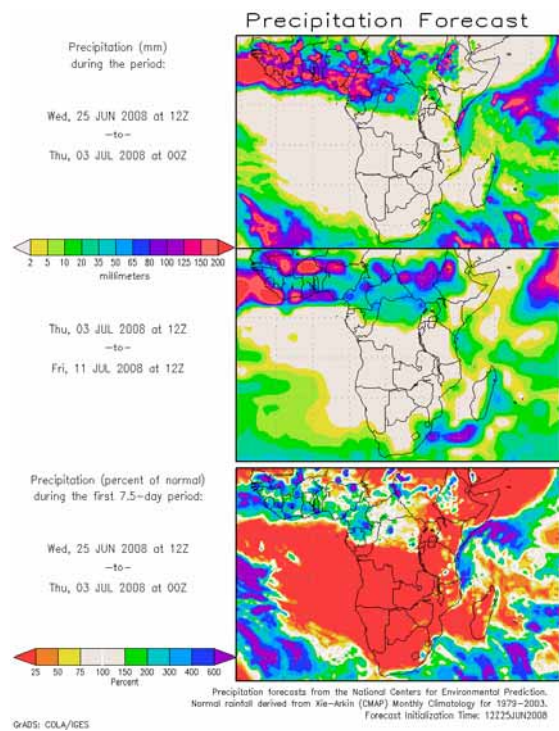 Precipitation Forecast
Precipitation (mm)
during the period:
Wed, 25 JUN 2008 at 12Z
-to-
Thu, 03 JUL 2008 at 00Z
2 5 10 20 35 50 65 80 100 125 150 200
millimeters
Thu, 03 JUL 2008 at 12Z
-to-
Fri, 11 JUL 2008 at 12Z
Precipitation (percent of normal)
during the first 7.5-day period:
Wed, 25 JUN 2008 at 12Z
-to-
Thu, 03 JUL 2008 at 00Z
25 50 75 100 150 200 300 400 600
Percent
Precipitation forecasts from the National Centers for Environmental Prediction.
Normal rainfall derived from Xie-Arkin (CMAP) Monthly Climatology for 1979-2003.
Forecast Initialization Time: 12Z25JUN2008
GrADS: COLA/IGES